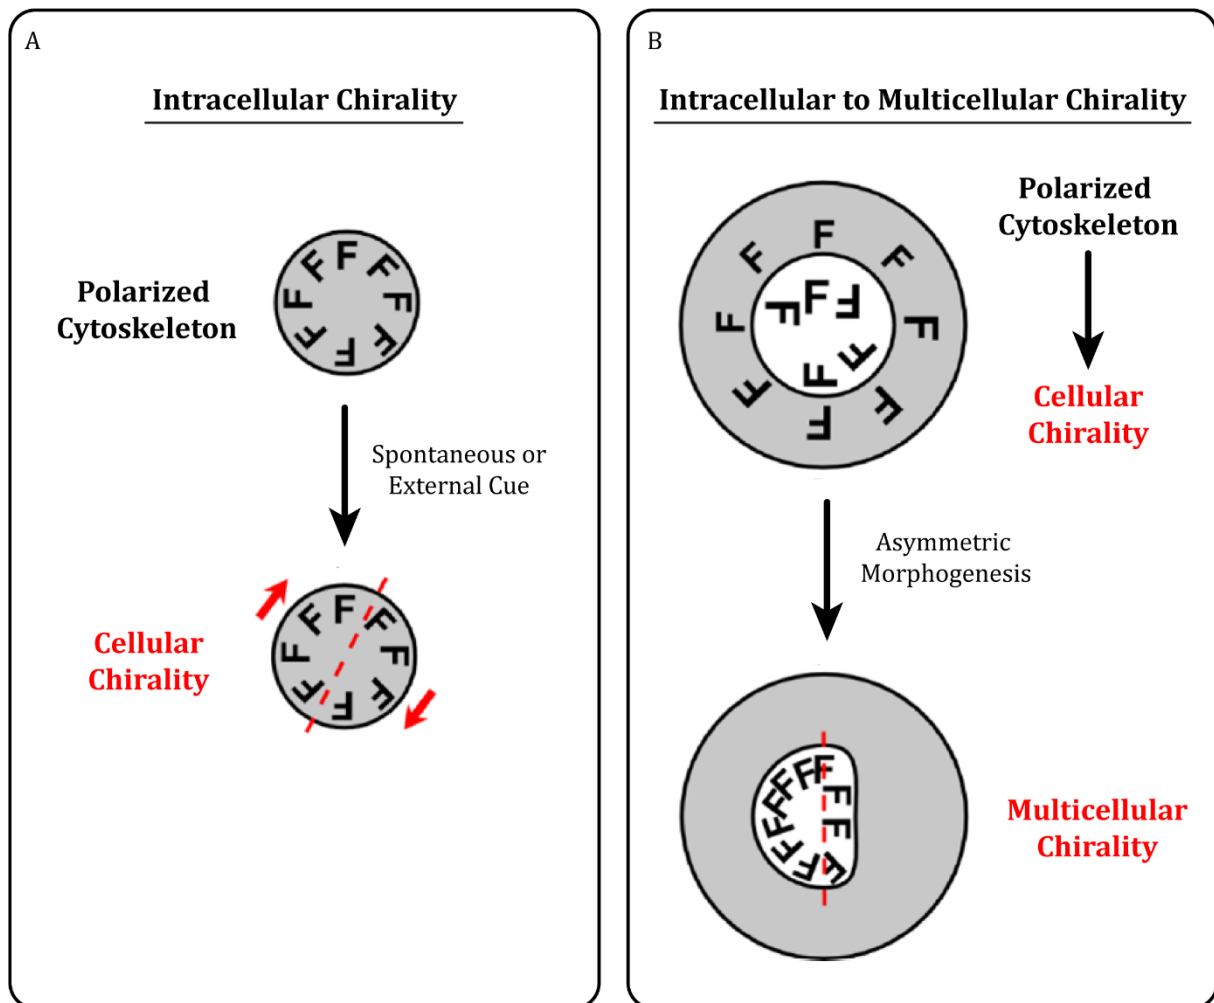 A
Intracellular Chirality
Polarized
Cytoskeleton
F F F F F F F F
Spontaneous or
External Cue
Cellular
Chirality
F F F F F F F F
B
Intracellular to Multicellular Chirality
Polarized
Cytoskeleton
F F F F F F F F
F F F F F
Cellular
Chirality
Asymmetric
Morphogenesis
F F F F F F F F F F
Multicellular
Chirality